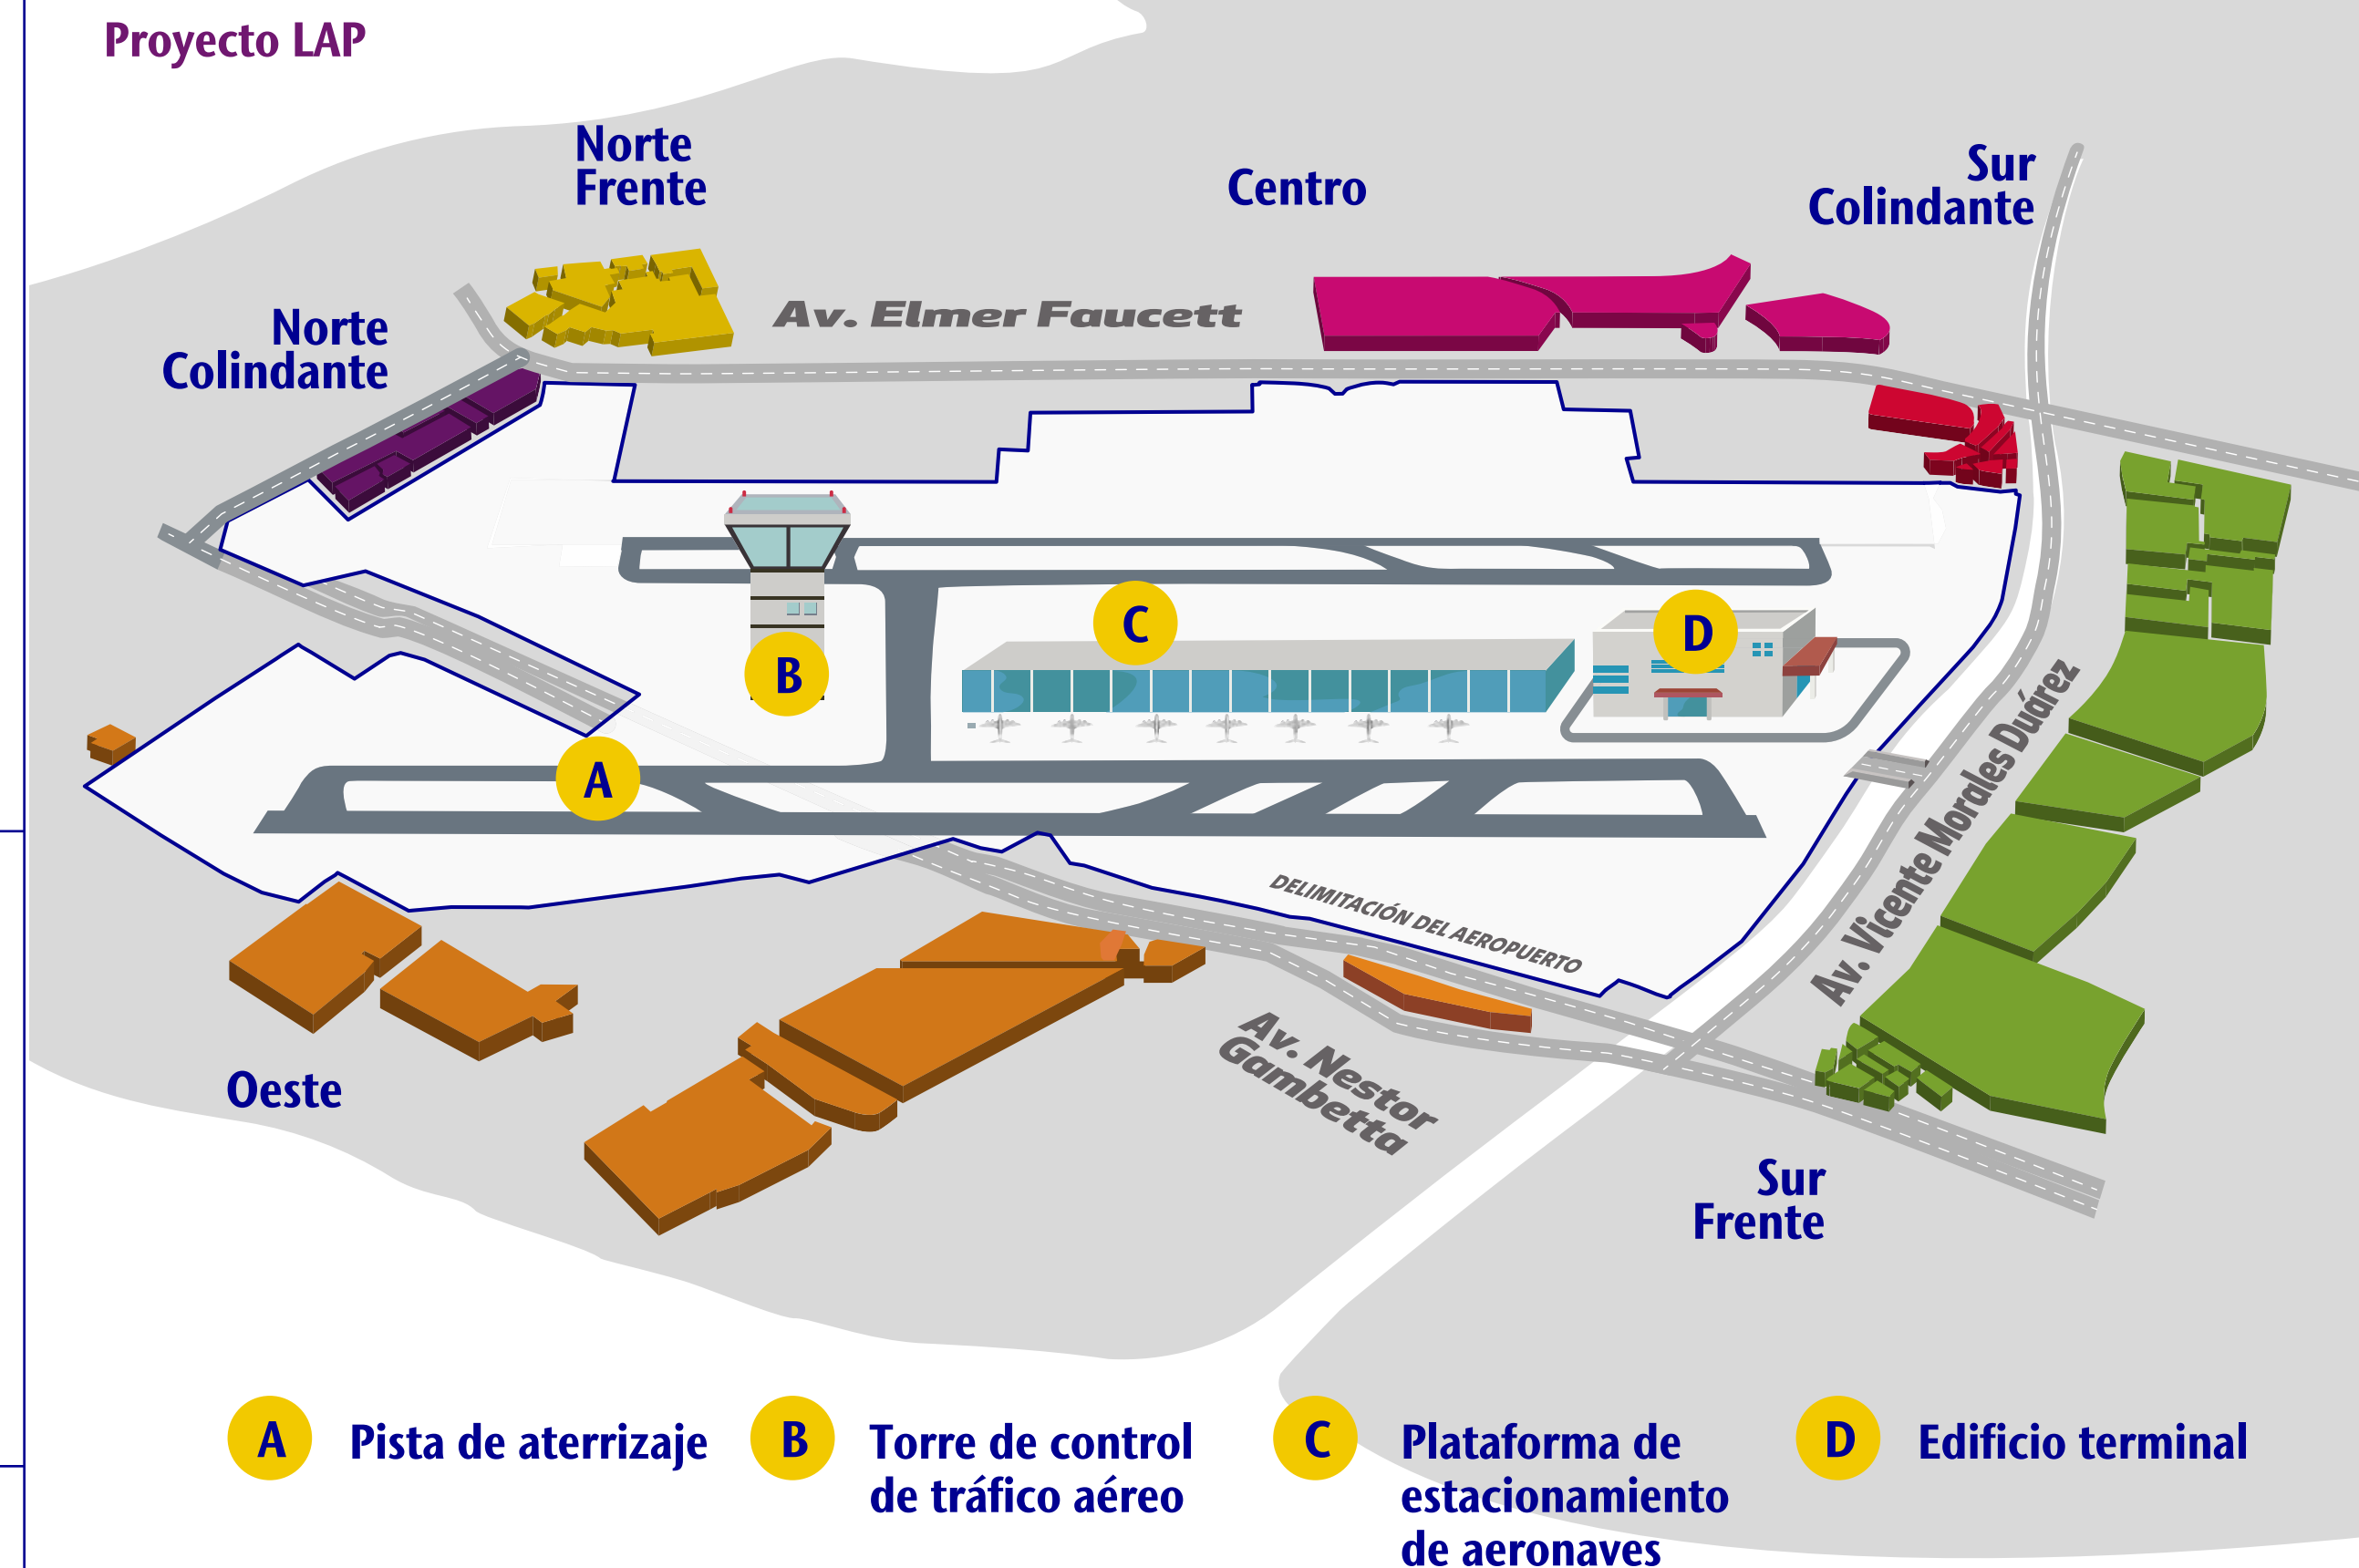 Proyecto LAP
Norte
Frente
Centro
Sur
Colindante
Norte
Colindante
Av. Elmer Faucett
C
D
B
A
Av. Vicente Morales Duárez
DELIMITACIÓN DEL AEROPUERTO
Av. Nestor
Gambetta
Oeste
Sur
Frente
A
Pista de aterrizaje
B
Torre de control
de tráfico aéreo
C
Plataforma de
estacionamiento
de aeronaves
D
Edificio terminal